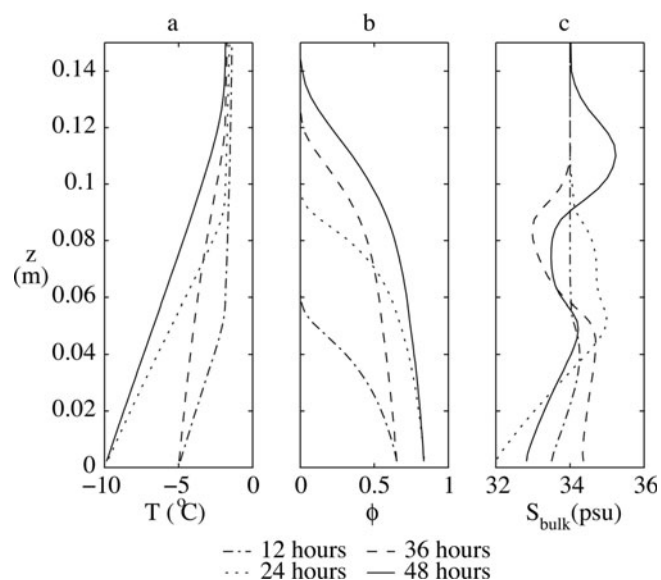 a b c
0.14
0.12
0.1
0.08
z
(m)
0.06
0.04
0.02
0
−10 −5 0 0 0.5 1 32 34 36
T (°C) ϕ S_bulk(psu)
12 hours 36 hours
24 hours 48 hours